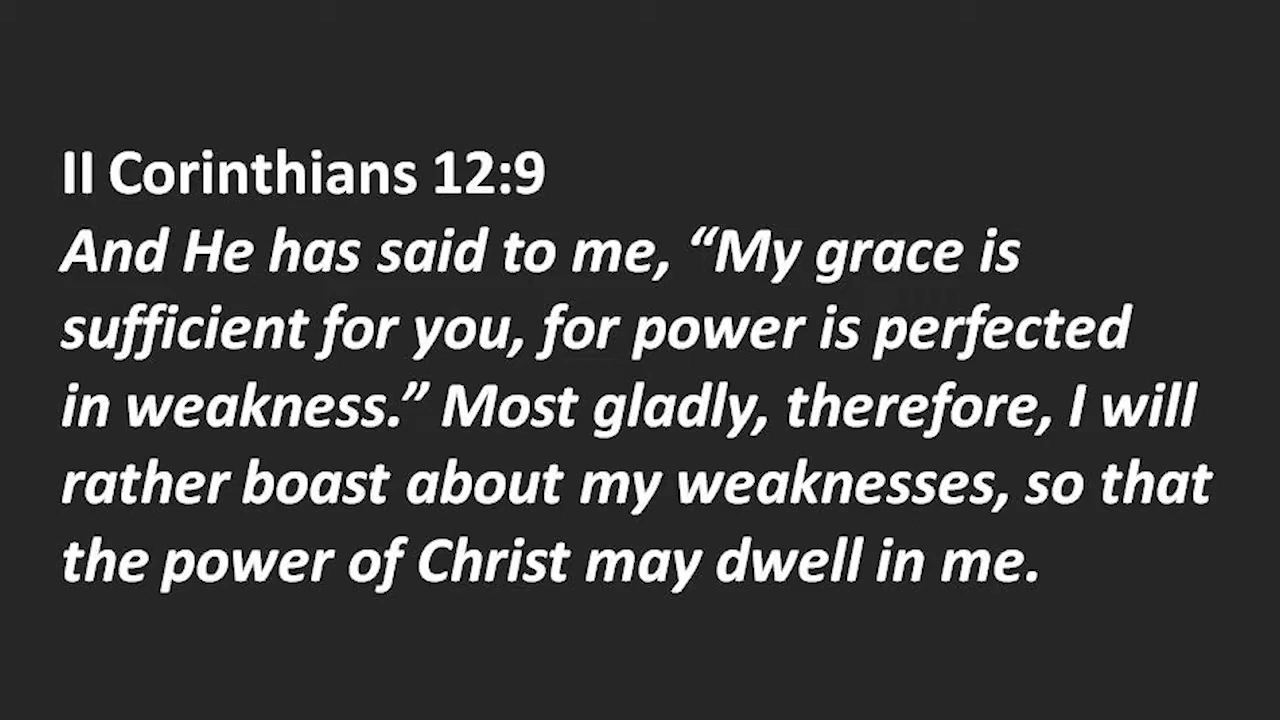 II Corinthians 12:9
And He has said to me, “My grace is
sufficient for you, for power is perfected
in weakness.” Most gladly, therefore, I will
rather boast about my weaknesses, so that
the power of Christ may dwell in me.